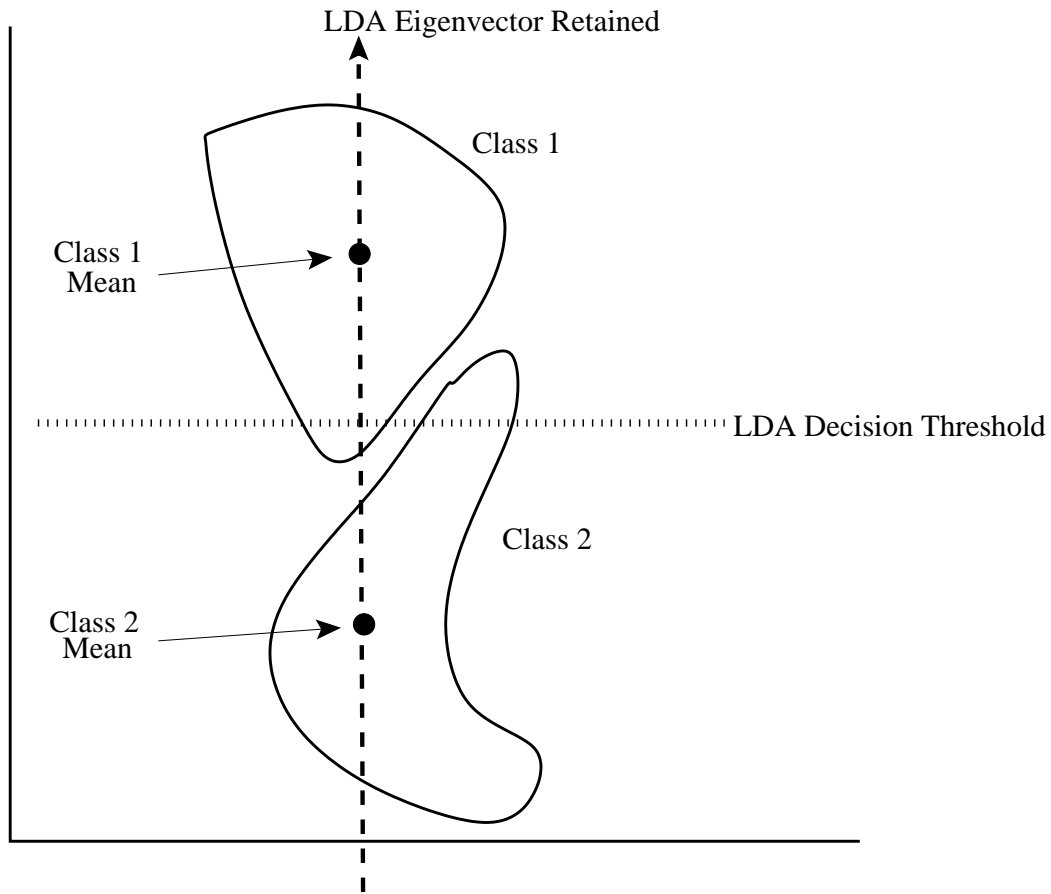 LDA Eigenvector Retained
Class 1
Class 1
Mean
LDA Decision Threshold
Class 2
Class 2
Mean